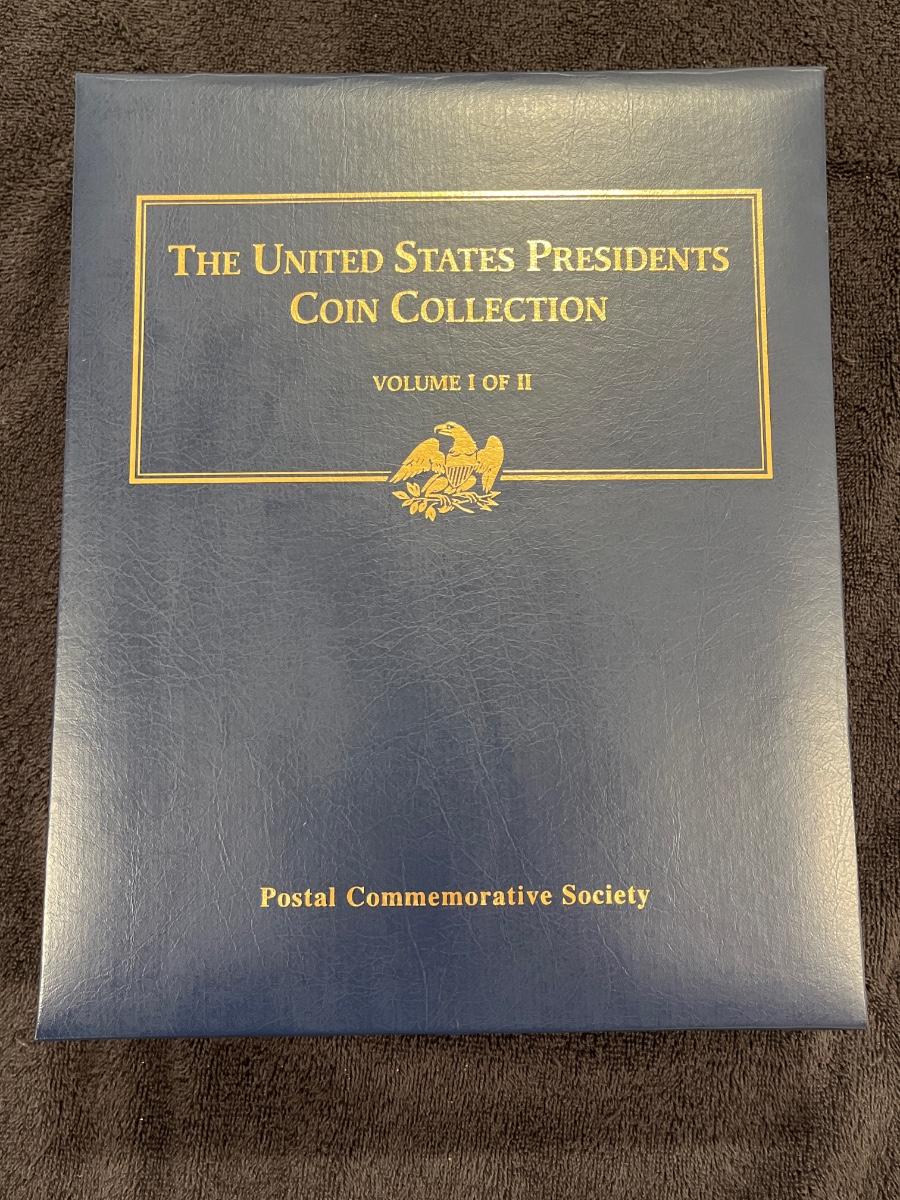 The United States Presidents
Coin Collection
VOLUME I OF II
Postal Commemorative Society